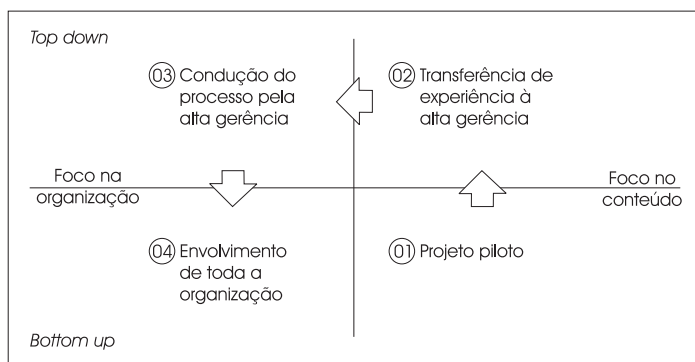 Top down
03 Condução do
processo pela
alta gerência
02 Transferência de
experiência à
alta gerência
Foco na
organização
Foco no
conteúdo
04 Envolvimento
de toda a
organização
01 Projeto piloto
Bottom up